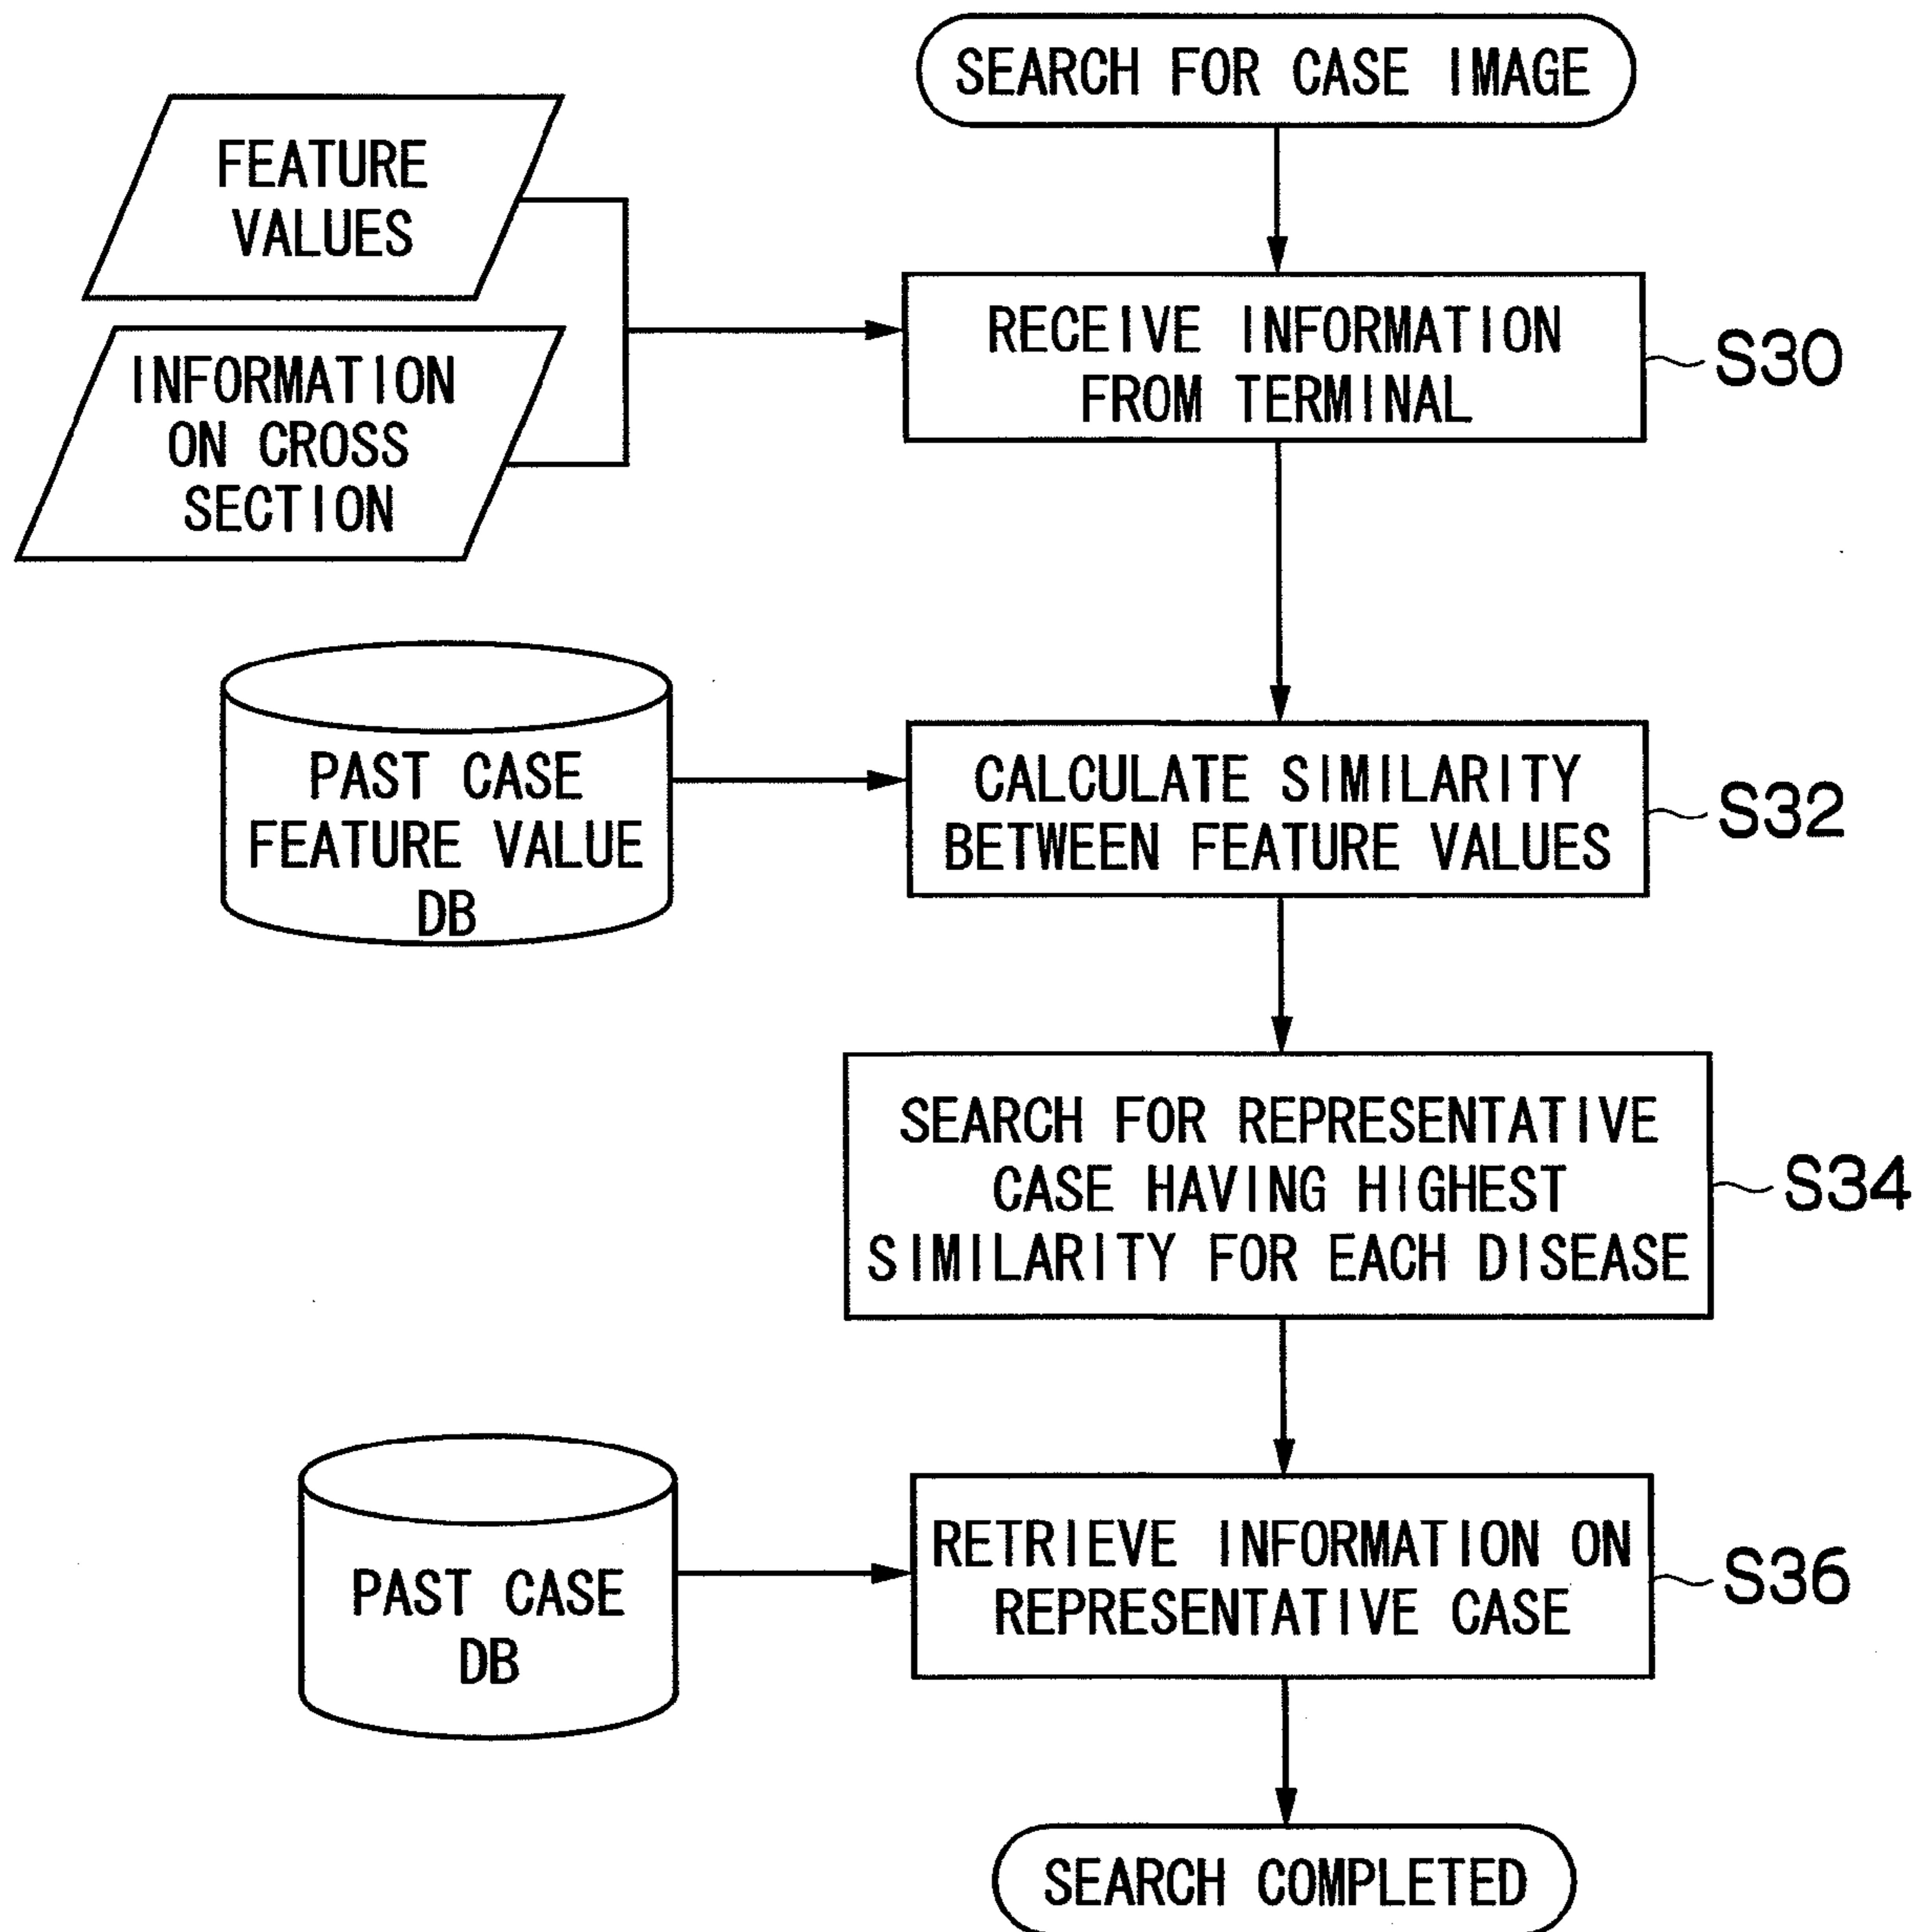 SEARCH FOR CASE IMAGE
FEATURE
VALUES
INFORMATION
ON CROSS
SECTION
RECEIVE INFORMATION
FROM TERMINAL
S30
PAST CASE
FEATURE VALUE
DB
CALCULATE SIMILARITY
BETWEEN FEATURE VALUES
S32
SEARCH FOR REPRESENTATIVE
CASE HAVING HIGHEST
SIMILARITY FOR EACH DISEASE
S34
PAST CASE
DB
RETRIEVE INFORMATION ON
REPRESENTATIVE CASE
S36
SEARCH COMPLETED